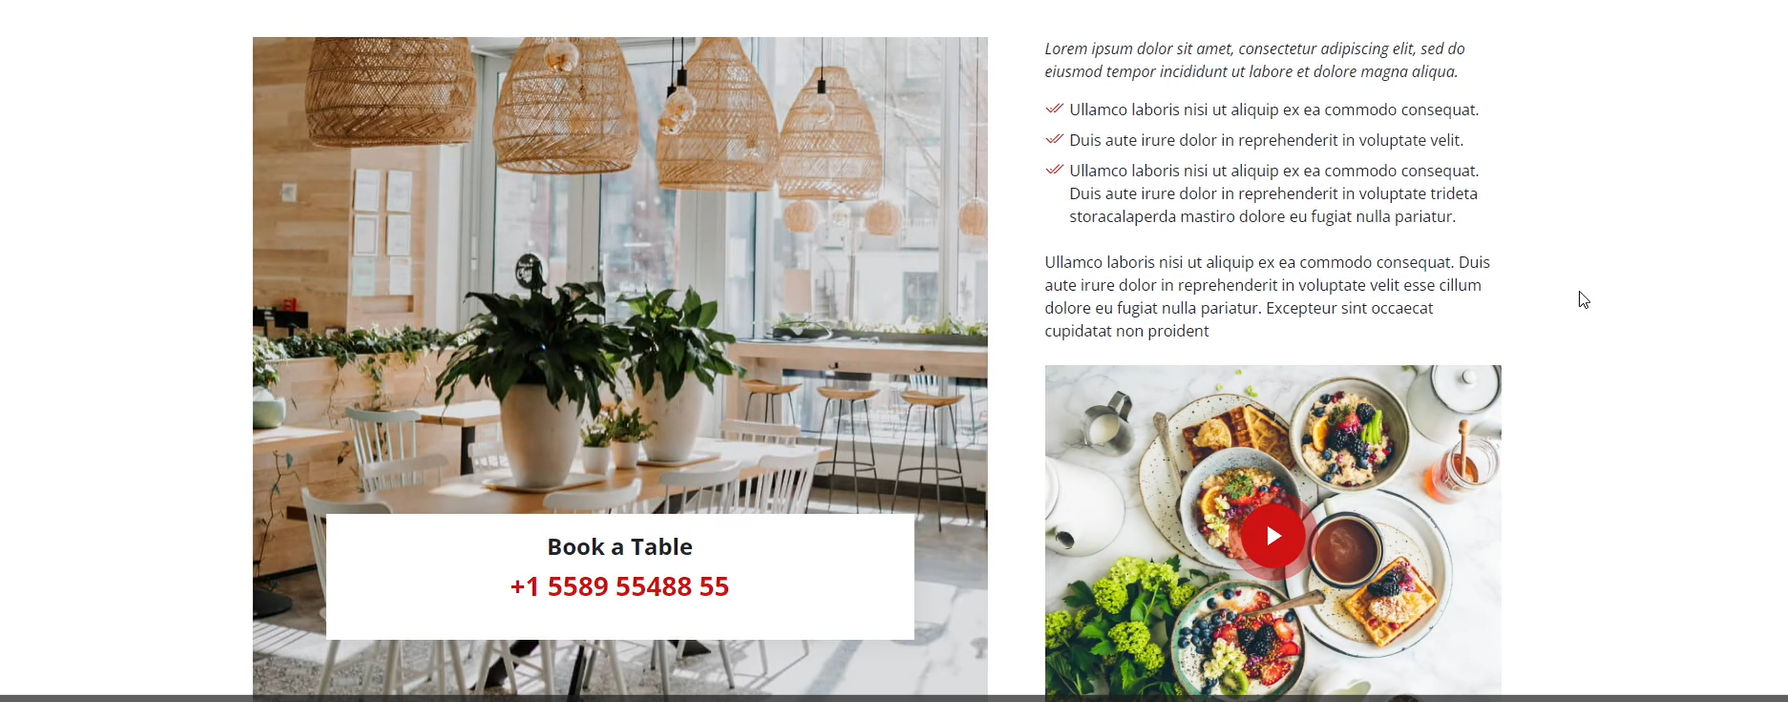 Lorem ipsum dolor sit amet, consectetur adipiscing elit, sed do
eiusmod tempor incididunt ut labore et dolore magna aliqua.
Ullamco laboris nisi ut aliquip ex ea commodo consequat.
Duis aute irure dolor in reprehenderit in voluptate velit.
Ullamco laboris nisi ut aliquip ex ea commodo consequat.
Duis aute irure dolor in reprehenderit in voluptate trideta
storacalaperda mastiro dolore eu fugiat nulla pariatur.
Ullamco laboris nisi ut aliquip ex ea commodo consequat. Duis
aute irure dolor in reprehenderit in voluptate velit esse cillum
dolore eu fugiat nulla pariatur. Excepteur sint occaecat
cupidatat non proident
Book a Table
+1 5589 55488 55